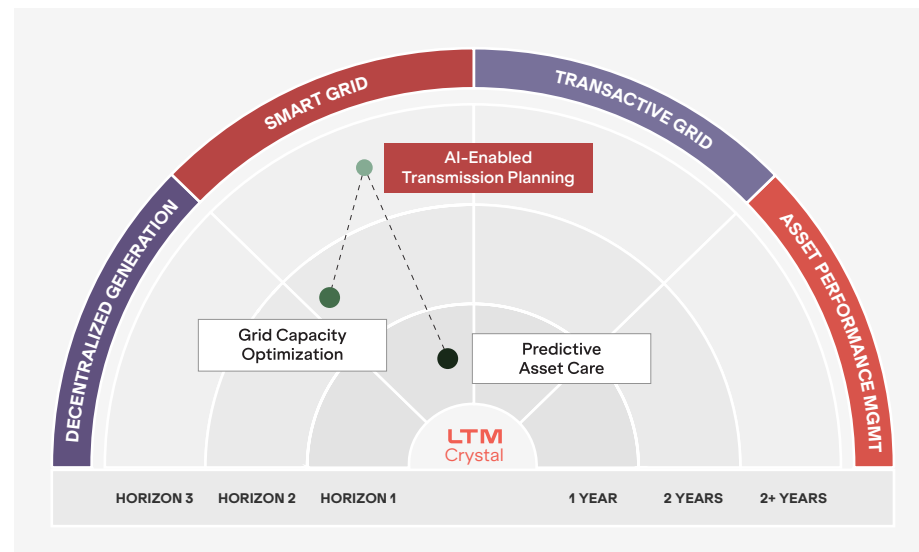 SMART GRID
TRANSACTIVE GRID
DECENTRALIZED GENERATION
ASSET PERFORMANCE MGMT
AI-Enabled
Transmission Planning
Grid Capacity
Optimization
Predictive
Asset Care
LTM
Crystal
HORIZON 3
HORIZON 2
HORIZON 1
1 YEAR
2 YEARS
2+ YEARS